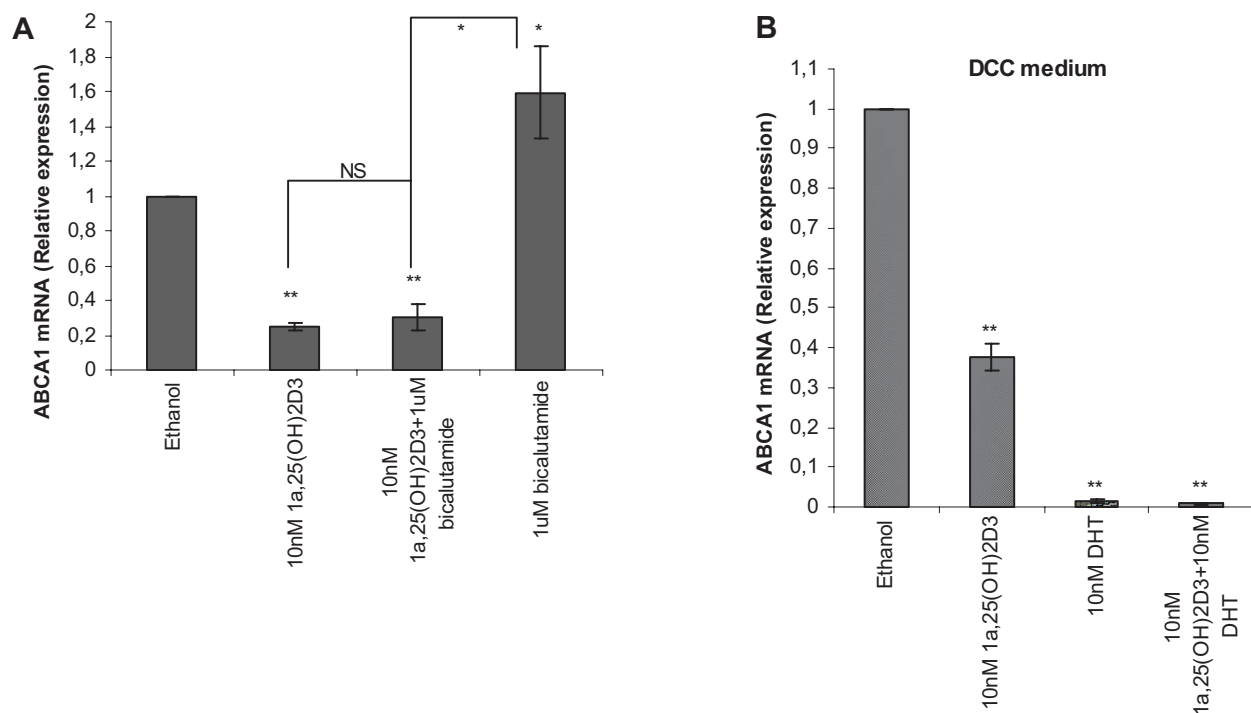 A
ABCA1 mRNA (Relative expression)
2
1,8
1,6
1,4
1,2
1
0,8
0,6
0,4
0,2
0
*
*
NS
**
**
Ethanol
10nM 1a,25(OH)2D3
10nM
1a,25(OH)2D3+1uM
bicalutamide
1uM bicalutamide
B
DCC medium
ABCA1 mRNA (Relative expression)
1,1
1
0,9
0,8
0,7
0,6
0,5
0,4
0,3
0,2
0,1
0
**
**
**
Ethanol
10nM 1a,25(OH)2D3
10nM DHT
10nM
1a,25(OH)2D3+10nM
DHT